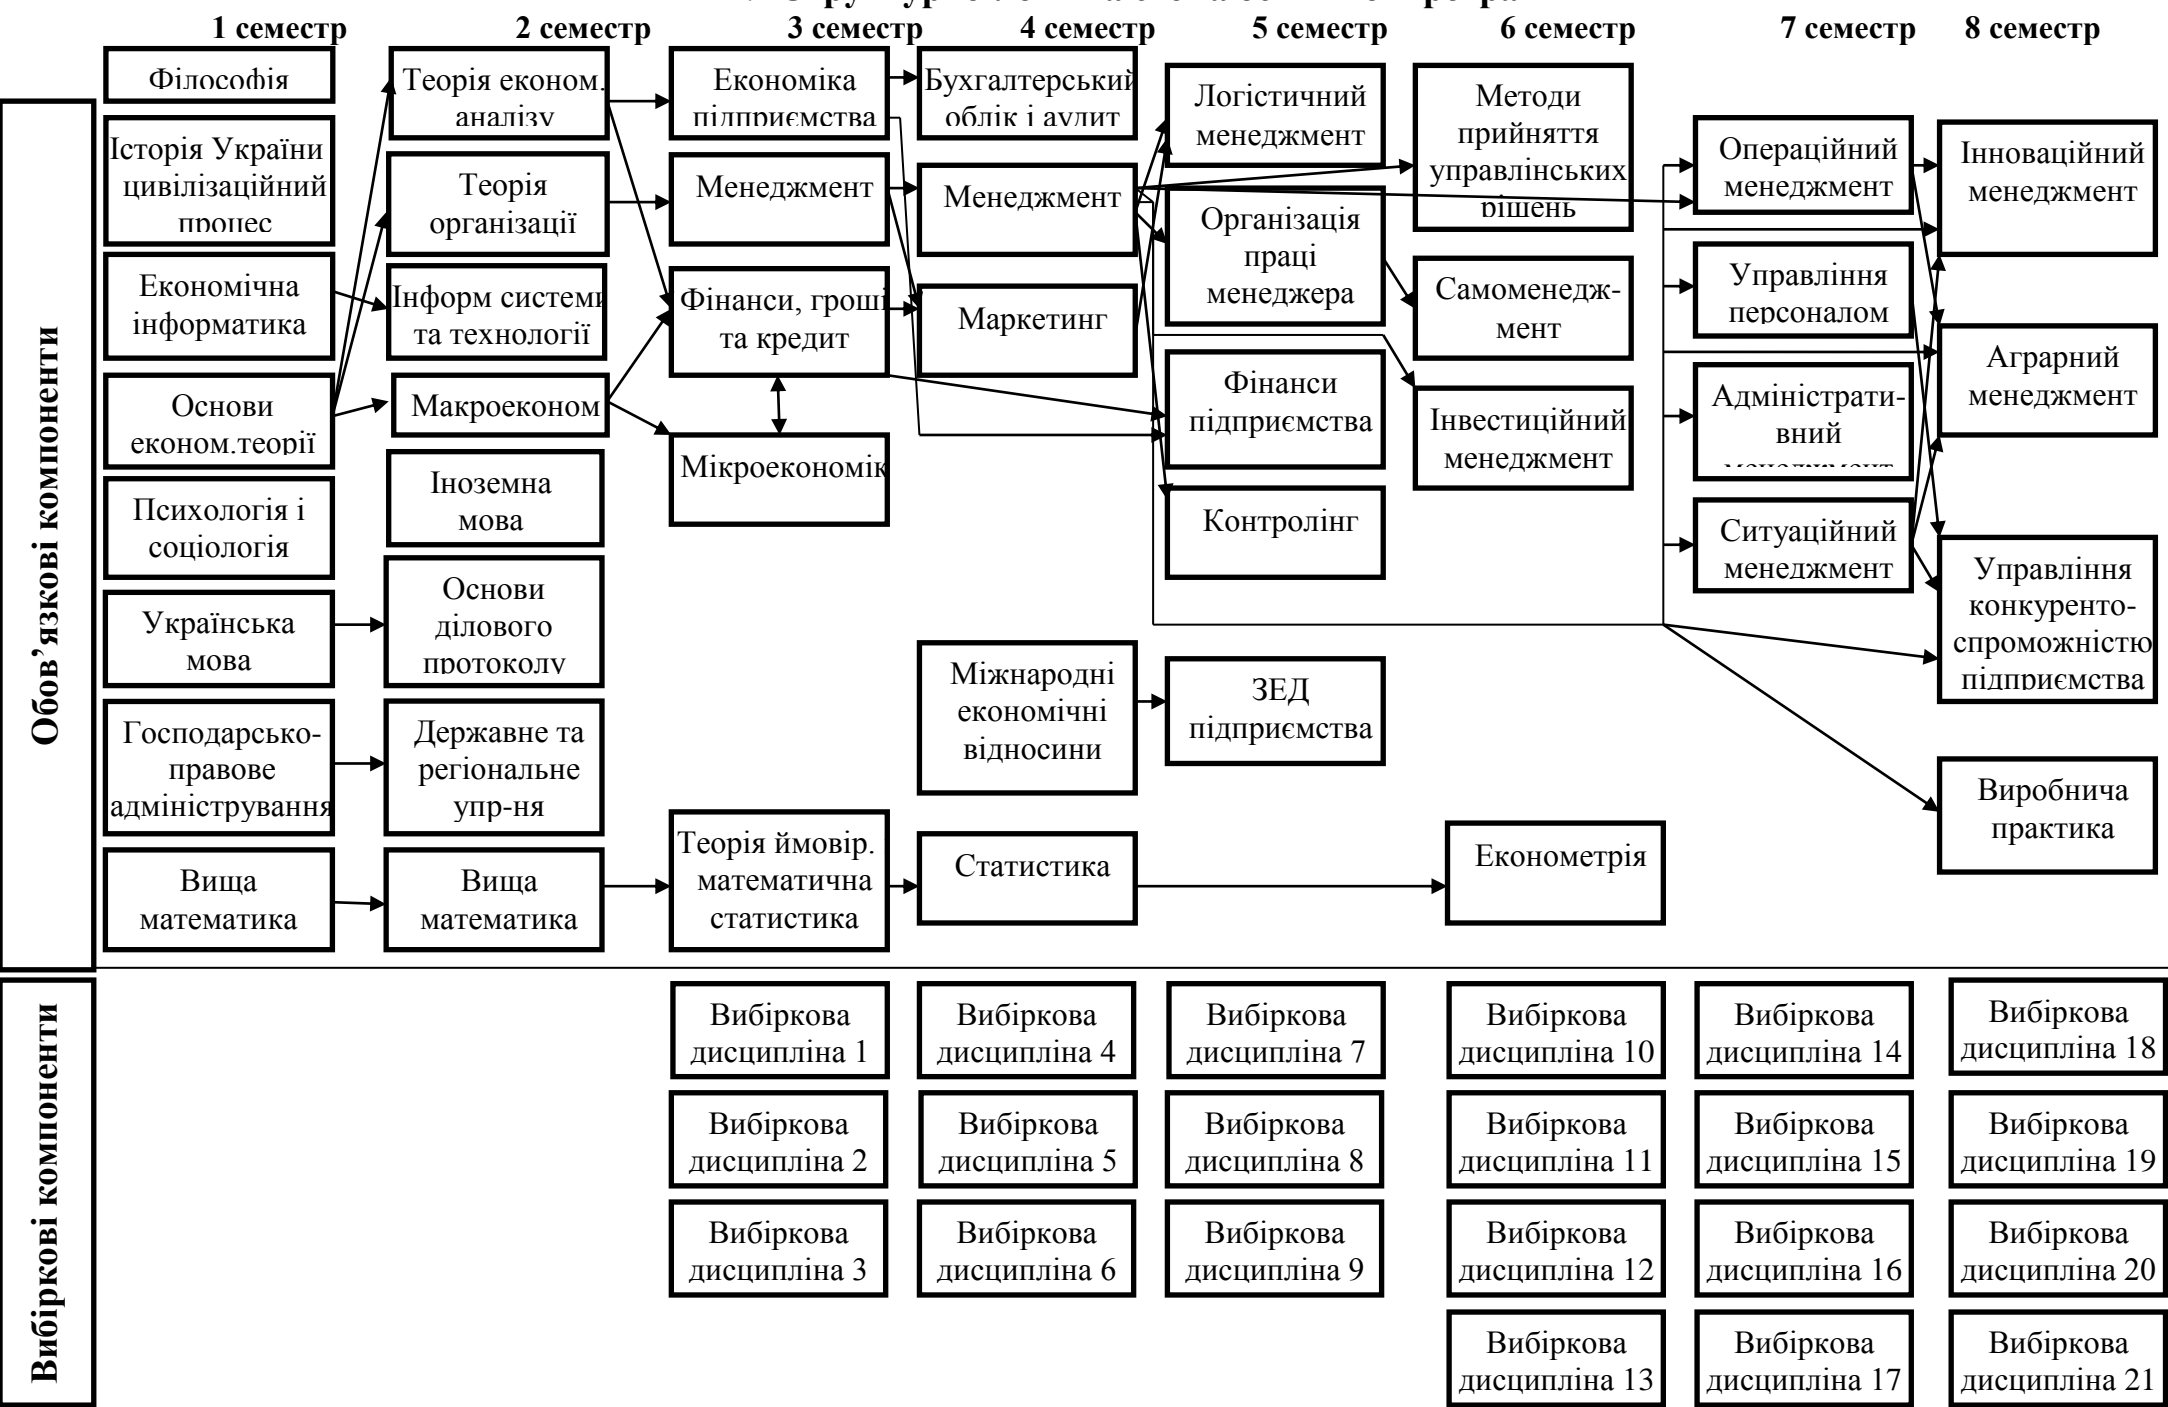 1 семестр
2 семестр
3 семестр
4 семестр
5 семестр
6 семестр
7 семестр
8 семестр
Обов’язкові компоненти
Філософія
Історія України
цивілізаційний
процес
Економічна
інформатика
Основи
економ.теорії
Психологія і
соціологія
Українська
мова
Господарсько-
правове
адміністрування
Вища
математика
Теорія економ.
аналізу
Теорія
організації
Інформ системи
та технології
Макроеконом
Іноземна
мова
Основи
ділового
протоколу
Державне та
регіональне
упр-ня
Вища
математика
Економіка
підприємства
Менеджмент
Фінанси, гроші
та кредит
Мікроекономік
Теорія ймовір.
математична
статистика
Бухгалтерський
облік і аудит
Менеджмент
Маркетинг
Міжнародні
економічні
відносини
Статистика
Логістичний
менеджмент
Організація
праці
менеджера
Фінанси
підприємства
Контролінг
ЗЕД
підприємства
Методи
прийняття
управлінських
рішень
Самоменедж-
мент
Інвестиційний
менеджмент
Економетрія
Операційний
менеджмент
Управління
персоналом
Адміністрати-
вний
менеджмент
Ситуаційний
менеджмент
Інноваційний
менеджмент
Аграрний
менеджмент
Управління
конкуренто-
спроможністю
підприємства
Виробнича
практика
Вибіркові компоненти
Вибіркова
дисципліна 1
Вибіркова
дисципліна 2
Вибіркова
дисципліна 3
Вибіркова
дисципліна 4
Вибіркова
дисципліна 5
Вибіркова
дисципліна 6
Вибіркова
дисципліна 7
Вибіркова
дисципліна 8
Вибіркова
дисципліна 9
Вибіркова
дисципліна 10
Вибіркова
дисципліна 11
Вибіркова
дисципліна 12
Вибіркова
дисципліна 13
Вибіркова
дисципліна 14
Вибіркова
дисципліна 15
Вибіркова
дисципліна 16
Вибіркова
дисципліна 17
Вибіркова
дисципліна 18
Вибіркова
дисципліна 19
Вибіркова
дисципліна 20
Вибіркова
дисципліна 21